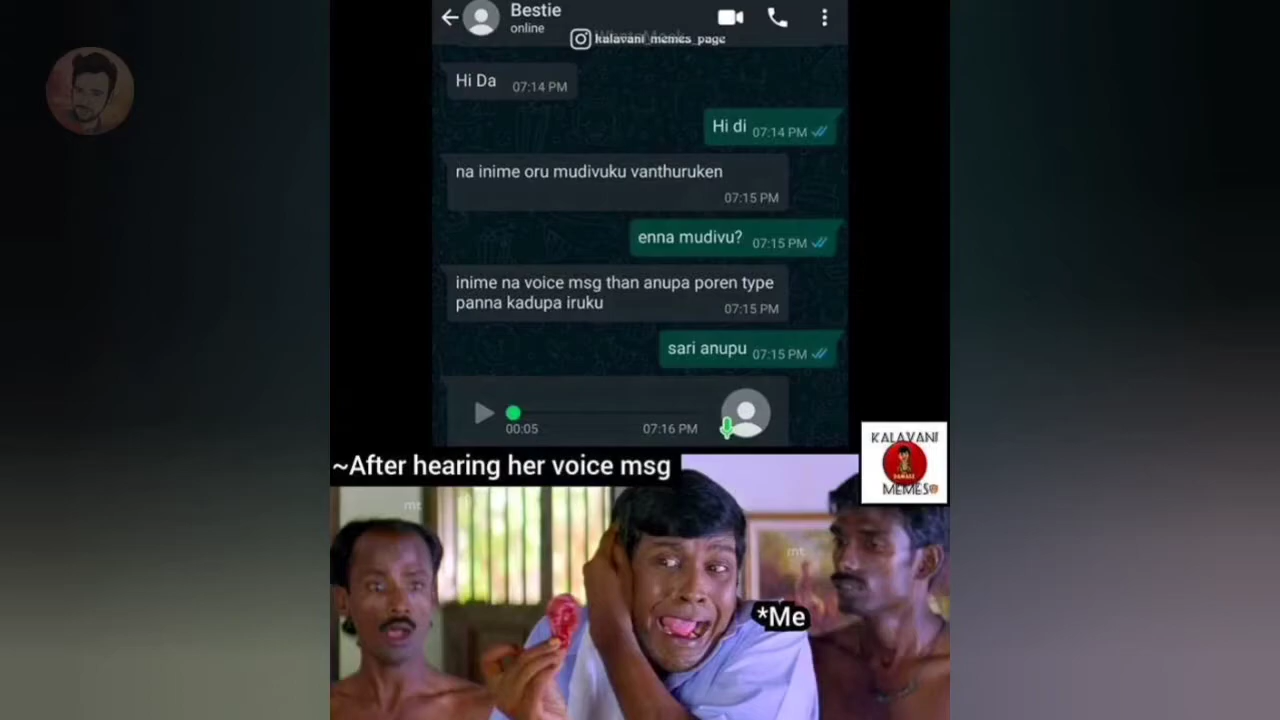 Bestie
online
kalavani_memes_page
Hi Da
07:14 PM
Hi di
07:14 PM
na inime oru mudivuku vanthuruken
07:15 PM
enna mudivu?
07:15 PM
inime na voice msg than anupa poren type
panna kadupa iruku
07:15 PM
sari anupu
07:15 PM
00:05
07:16 PM
KALAVANI
MEMES
~After hearing her voice msg
mt
mt
*Me